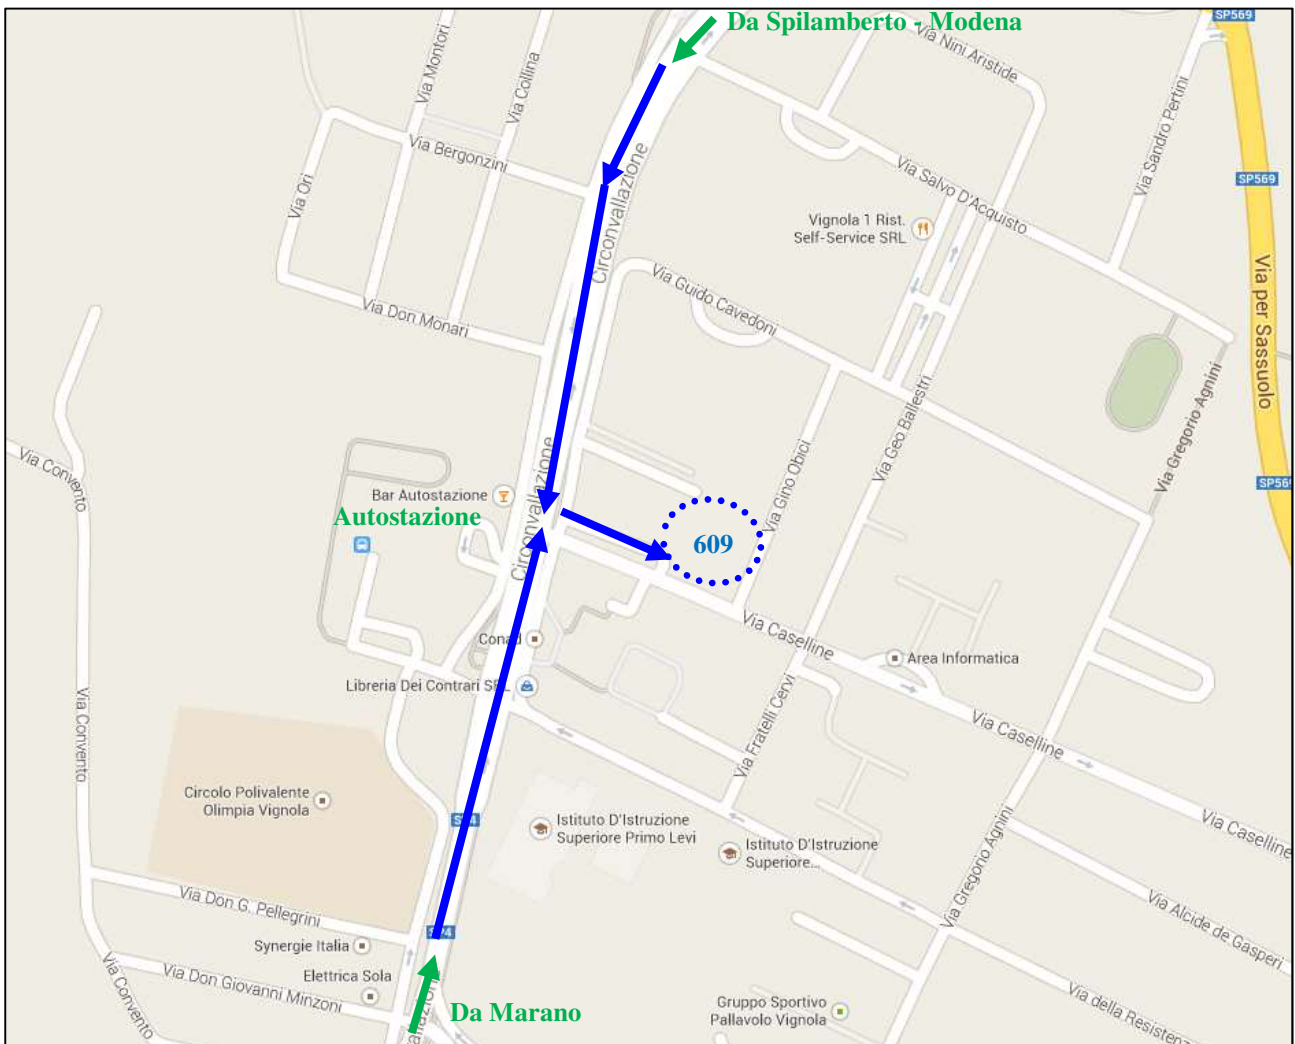 Da Spilamberto - Modena
SP569
Via Nini Aristide
Via Montori
Via Collina
Via Sandro Pertini
Via Bergonzini
Circonvallazione
Via Salvo D'Acquisto
SP569
Via Ori
Vignola 1 Rist.
Self-Service SRL
Via Guido Cavedoni
Via per Sassuolo
Via Don Monari
Via Geo Ballestri
Via Gregorio Agnini
Via Convento
Via Gino Obici
Circonvallazione
Bar Autostazione
Autostazione
609
Via Caselline
Conad
Area Informatica
Libreria Dei Contrari SRL
Via Convento
Via Fratelli Cervi
Via Caselline
Circolo Polivalente
Olimpia Vignola
Istituto D'Istruzione
Superiore Primo Levi
Istituto D'Istruzione
Superiore...
Via Caselline
Via Gregorio Agnini
Via Don G. Pellegrini
Via Alcide de Gasperi
SP4
Synergie Italia
Elettrica Sola
Via Don Giovanni Minzoni
Via Convento
Da Marano
Gruppo Sportivo
Pallavolo Vignola
Via della Resistenz